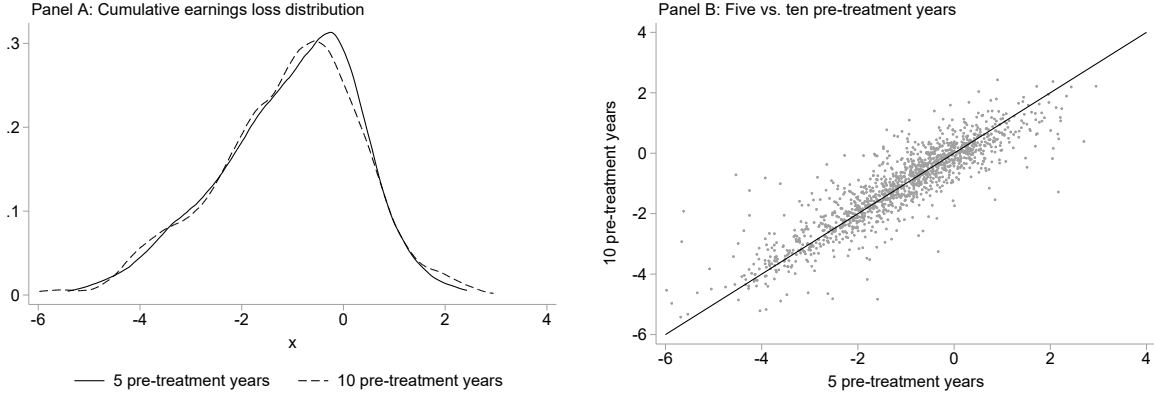 Panel A: Cumulative earnings loss distribution
.3
.2
.1
0
-6 -4 -2 0 2 4
x
5 pre-treatment years 10 pre-treatment years
Panel B: Five vs. ten pre-treatment years
10 pre-treatment years
4
2
0
-2
-4
-6
-6 -4 -2 0 2 4
5 pre-treatment years